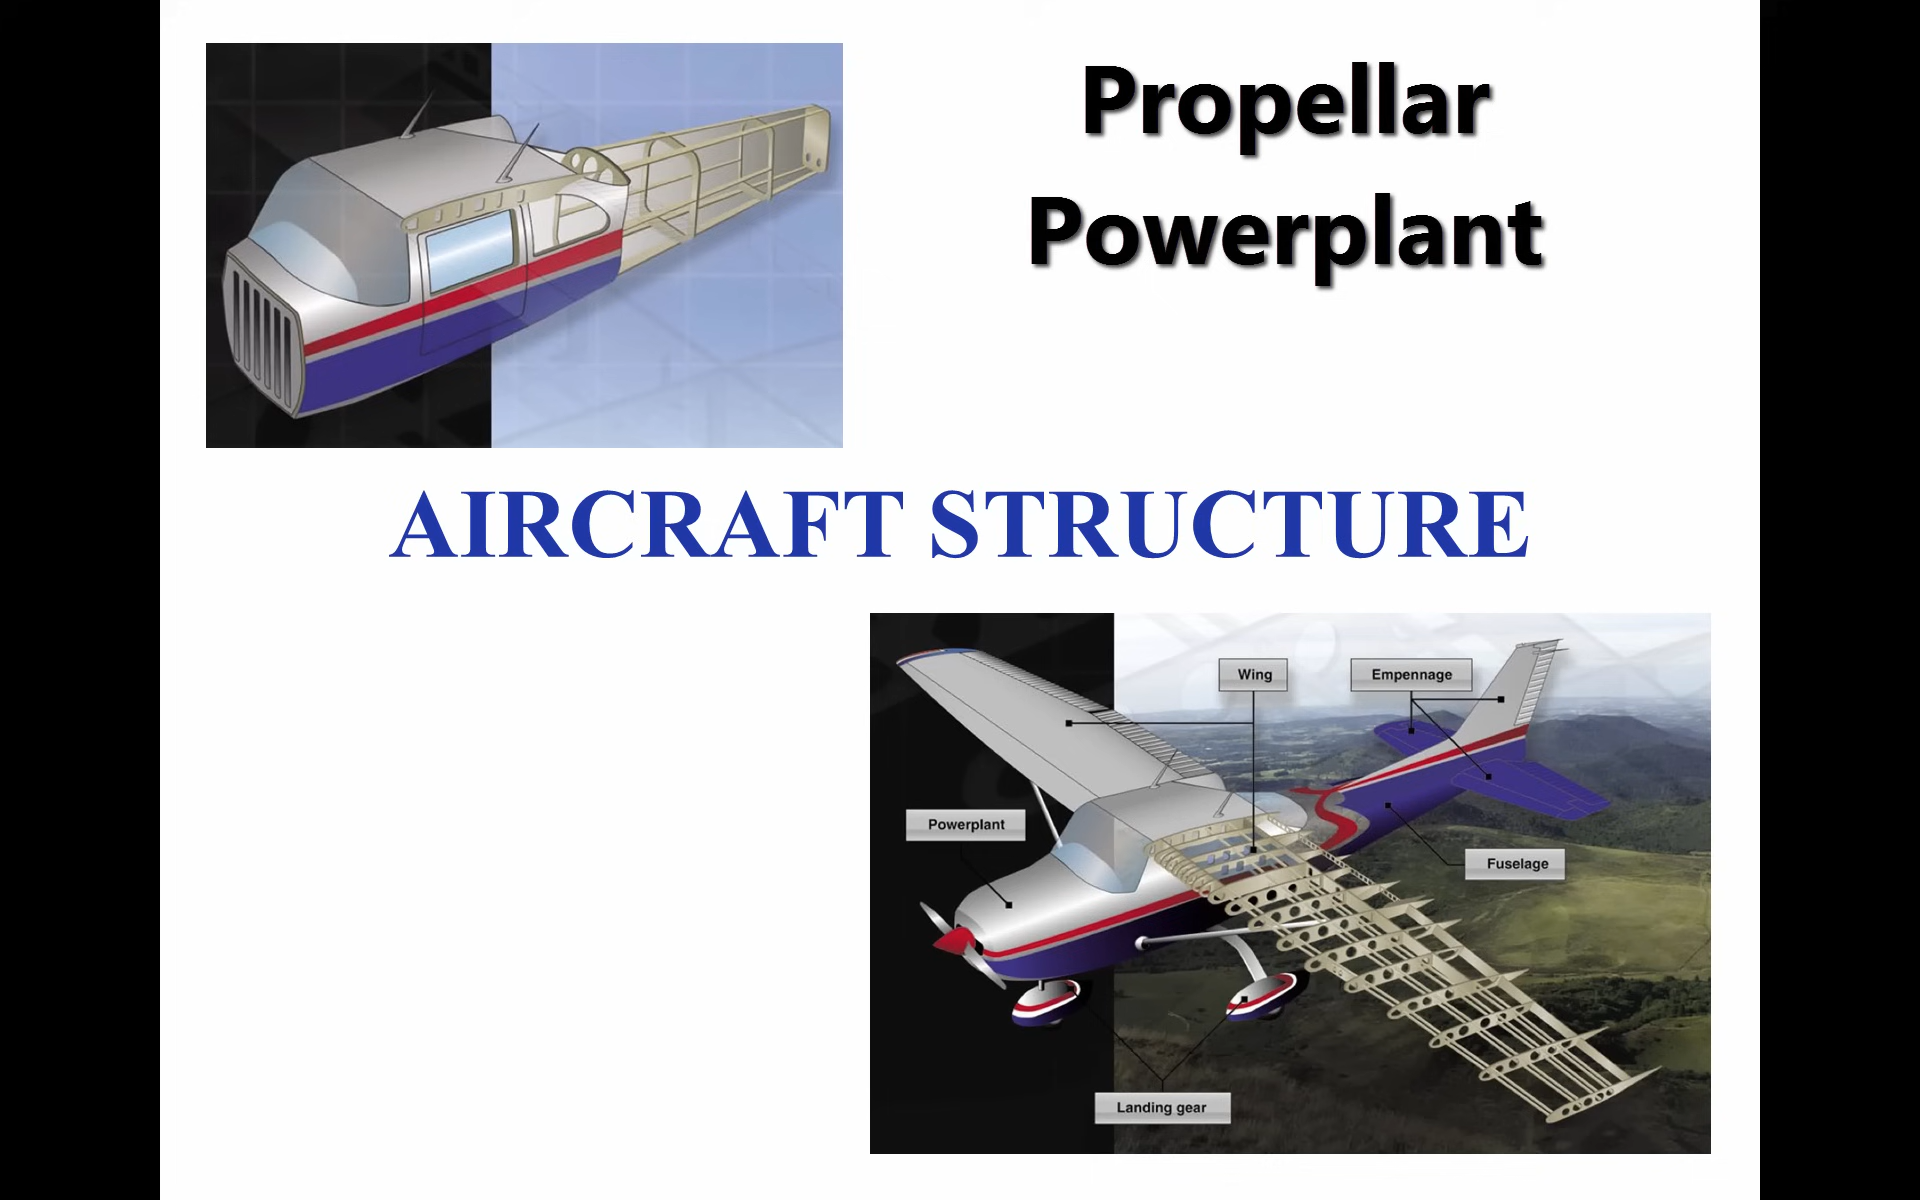 Propellar
Powerplant
AIRCRAFT STRUCTURE
Wing
Empennage
Powerplant
Fuselage
Landing gear